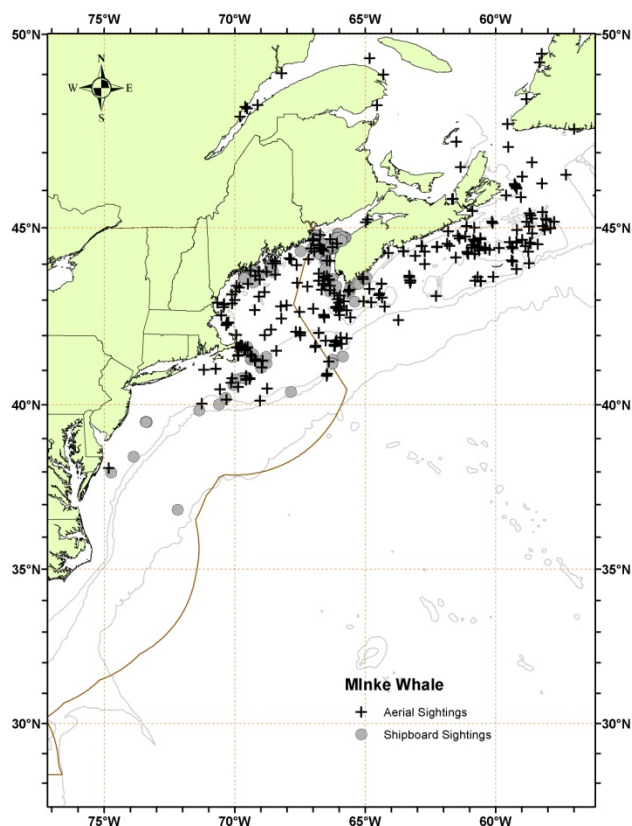 75°W 70°W 65°W 60°W
50°N 50°N
N
W E
S
45°N 45°N
40°N 40°N
35°N 35°N
MInke Whale
Aerial Sightings
30°N 30°N
Shipboard Sightings
75°W 70°W 65°W 60°W